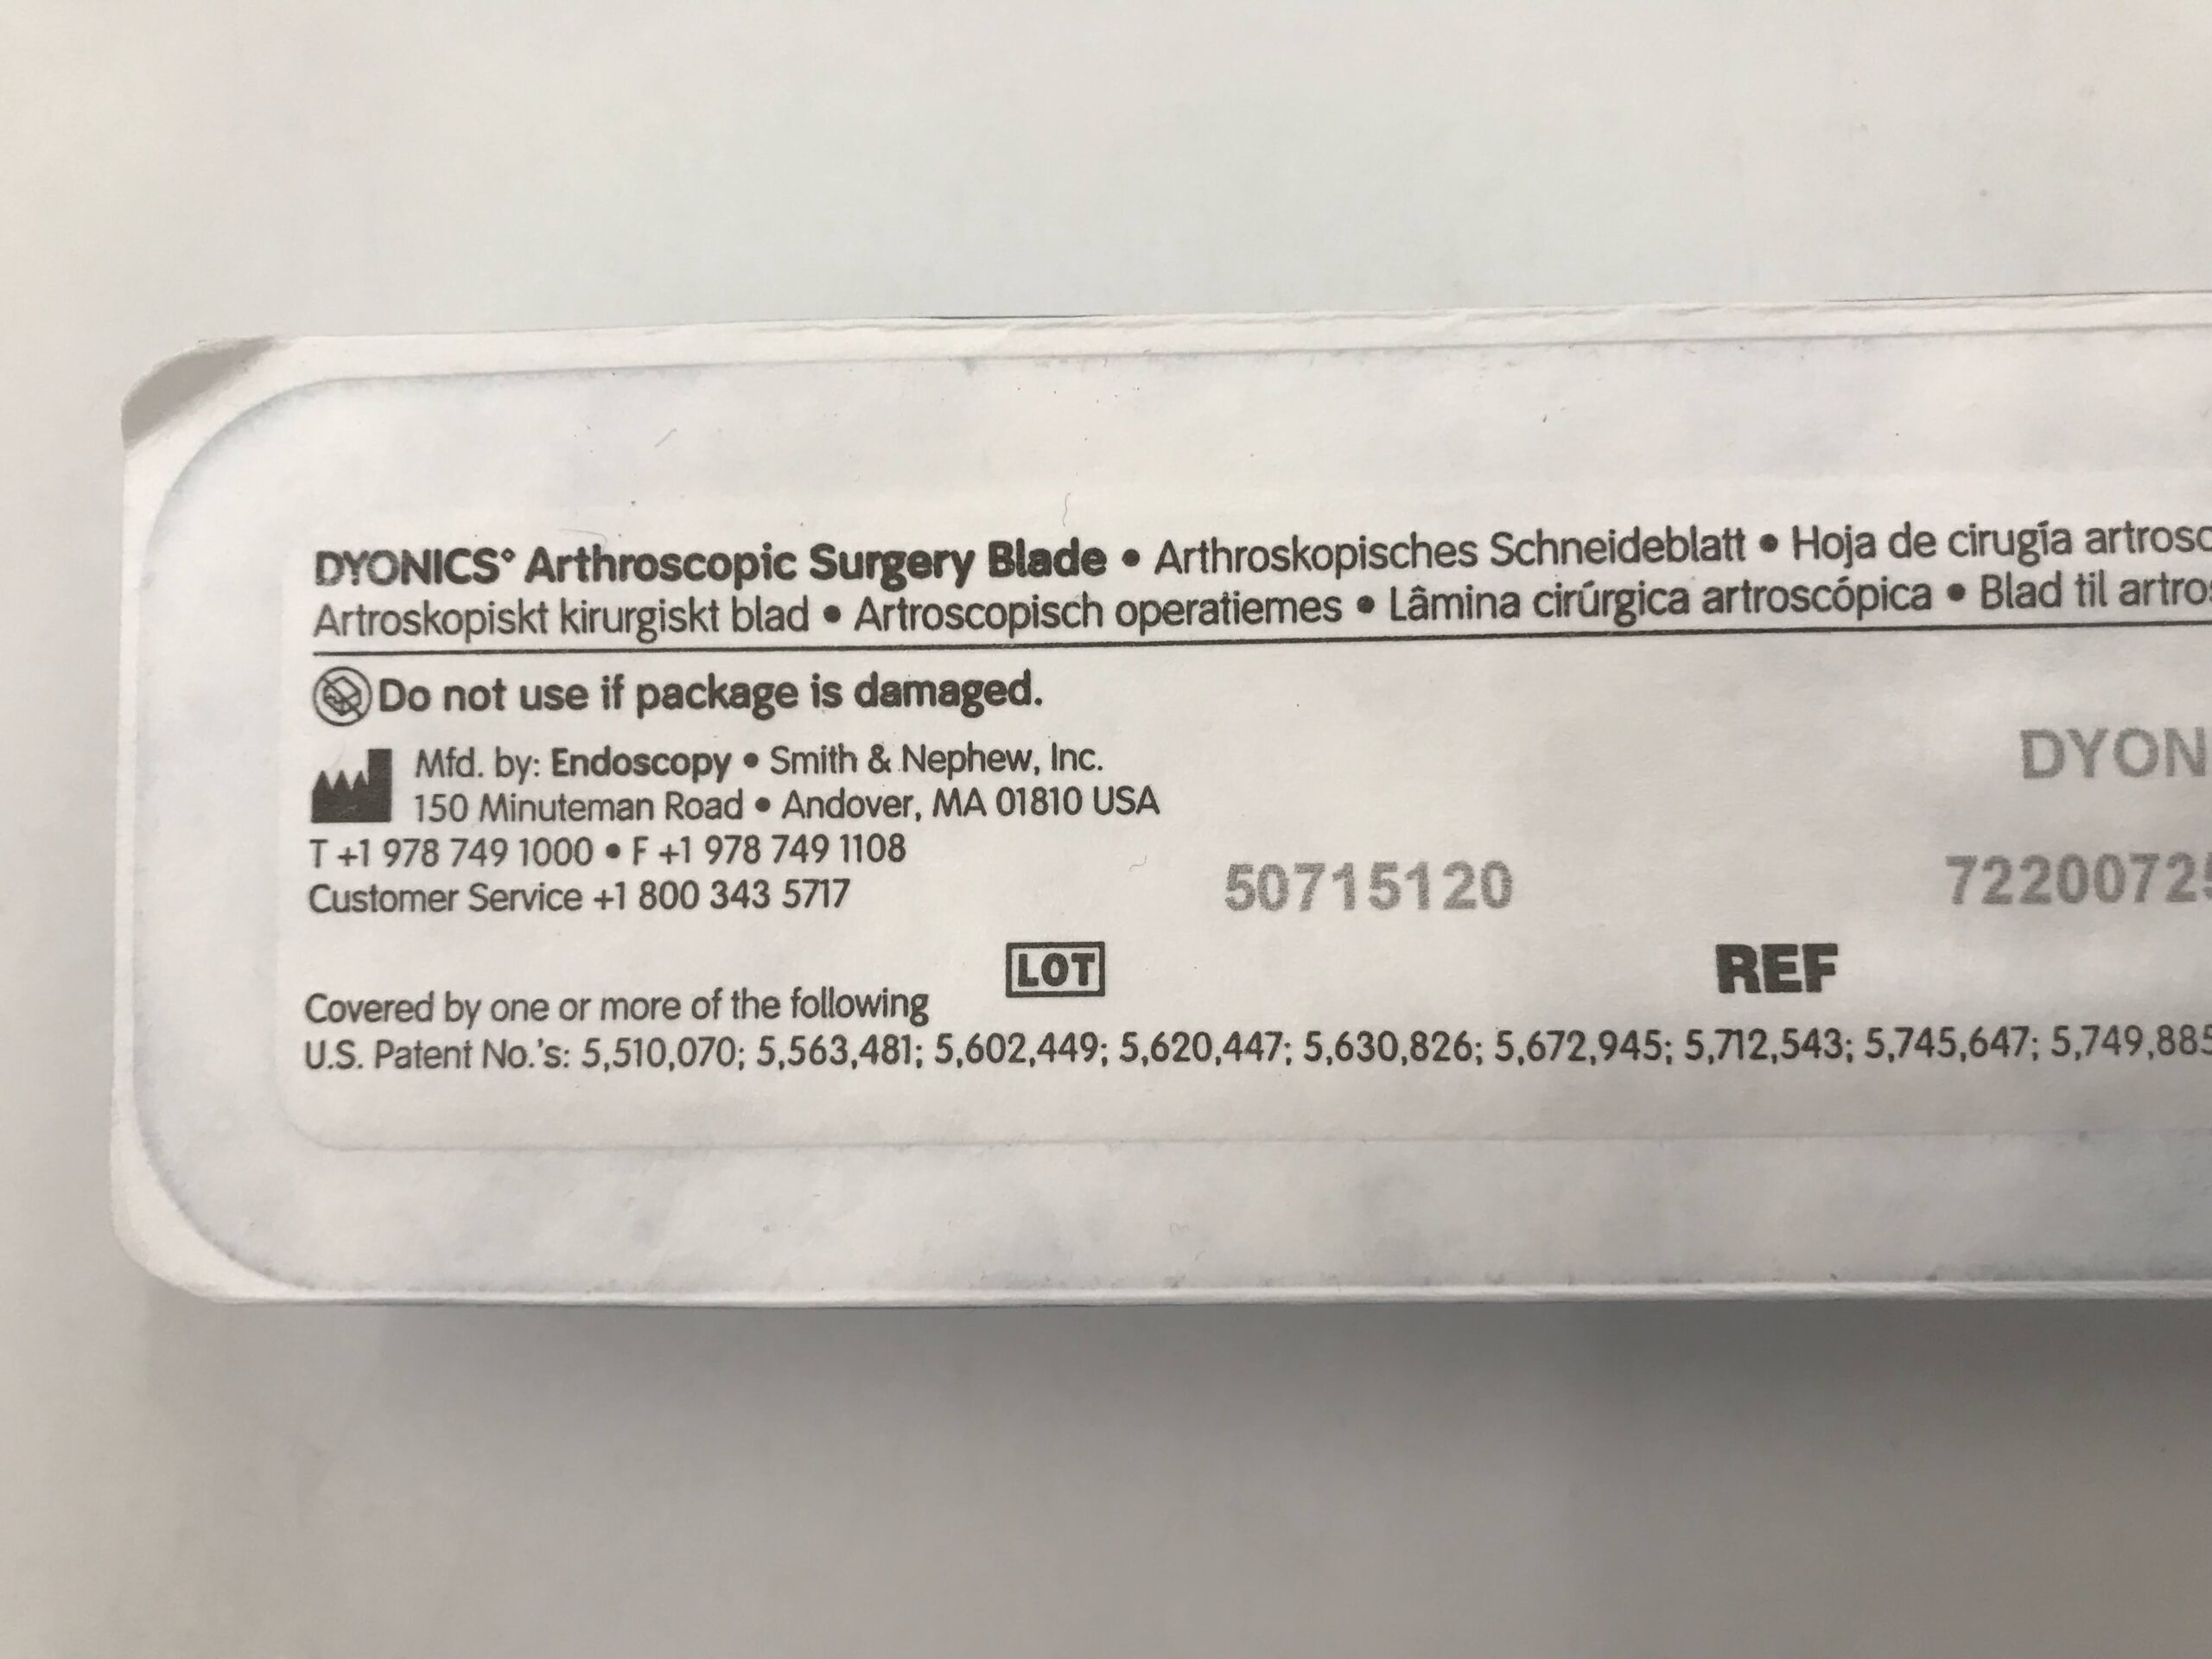 DYONICS° Arthroscopic Surgery Blade • Arthroskopisches Schneideblatt • Hoja de cirugía
Artroskopiskt kirurgiskt blad • Artroscopisch operatiemes • Lâmina cirúrgica artroscópica • Blad til
Do not use if package is damaged.
Mfd. by: Endoscopy • Smith & Nephew, Inc.
150 Minuteman Road • Andover, MA 01810 USA
T +1 978 749 1000 • F +1 978 749 1108
Customer Service +1 800 343 5717
DYON
50715120
7220072
LOT
REF
Covered by one or more of the following
U.S. Patent No.'s: 5,510,070; 5,563,481; 5,602,449; 5,620,447; 5,630,826; 5,672,945; 5,712,543; 5,745,647; 5,749,885